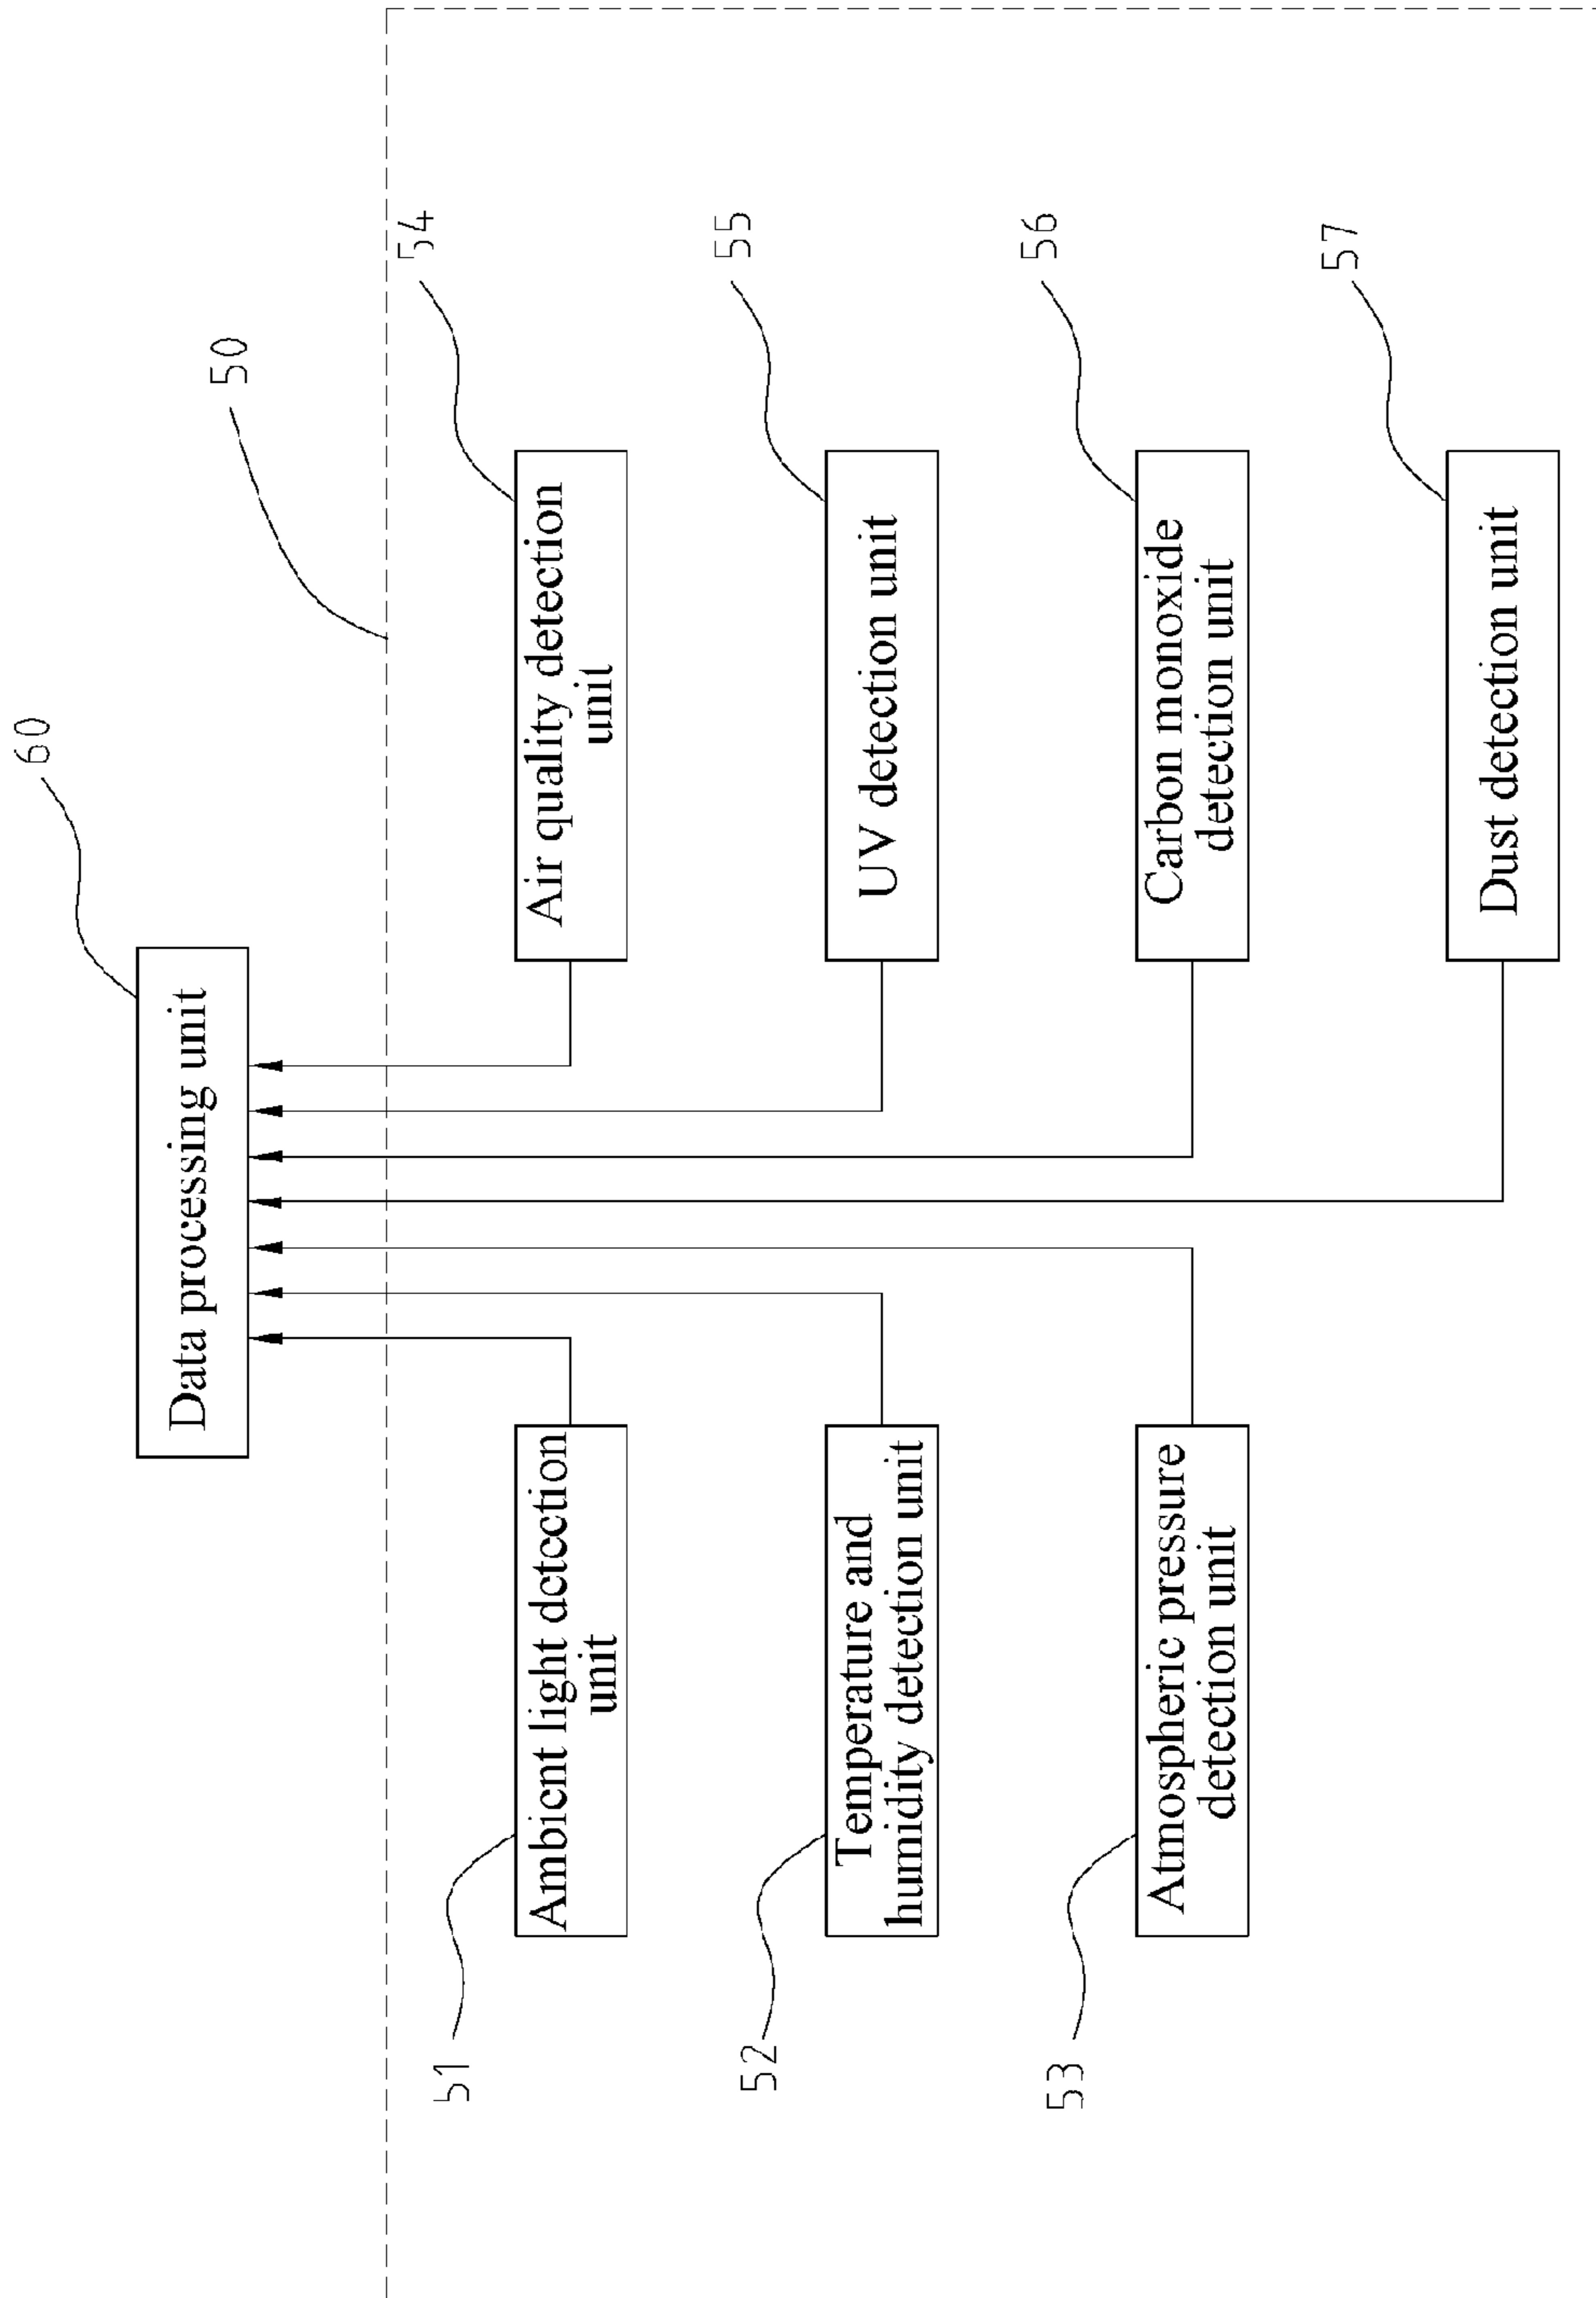 60
Data processing unit
50
51
Ambient light detection
unit
54
Air quality detection
unit
52
Temperature and
humidity detection unit
55
UV detection unit
53
Atmospheric pressure
detection unit
56
Carbon monoxide
detection unit
57
Dust detection unit